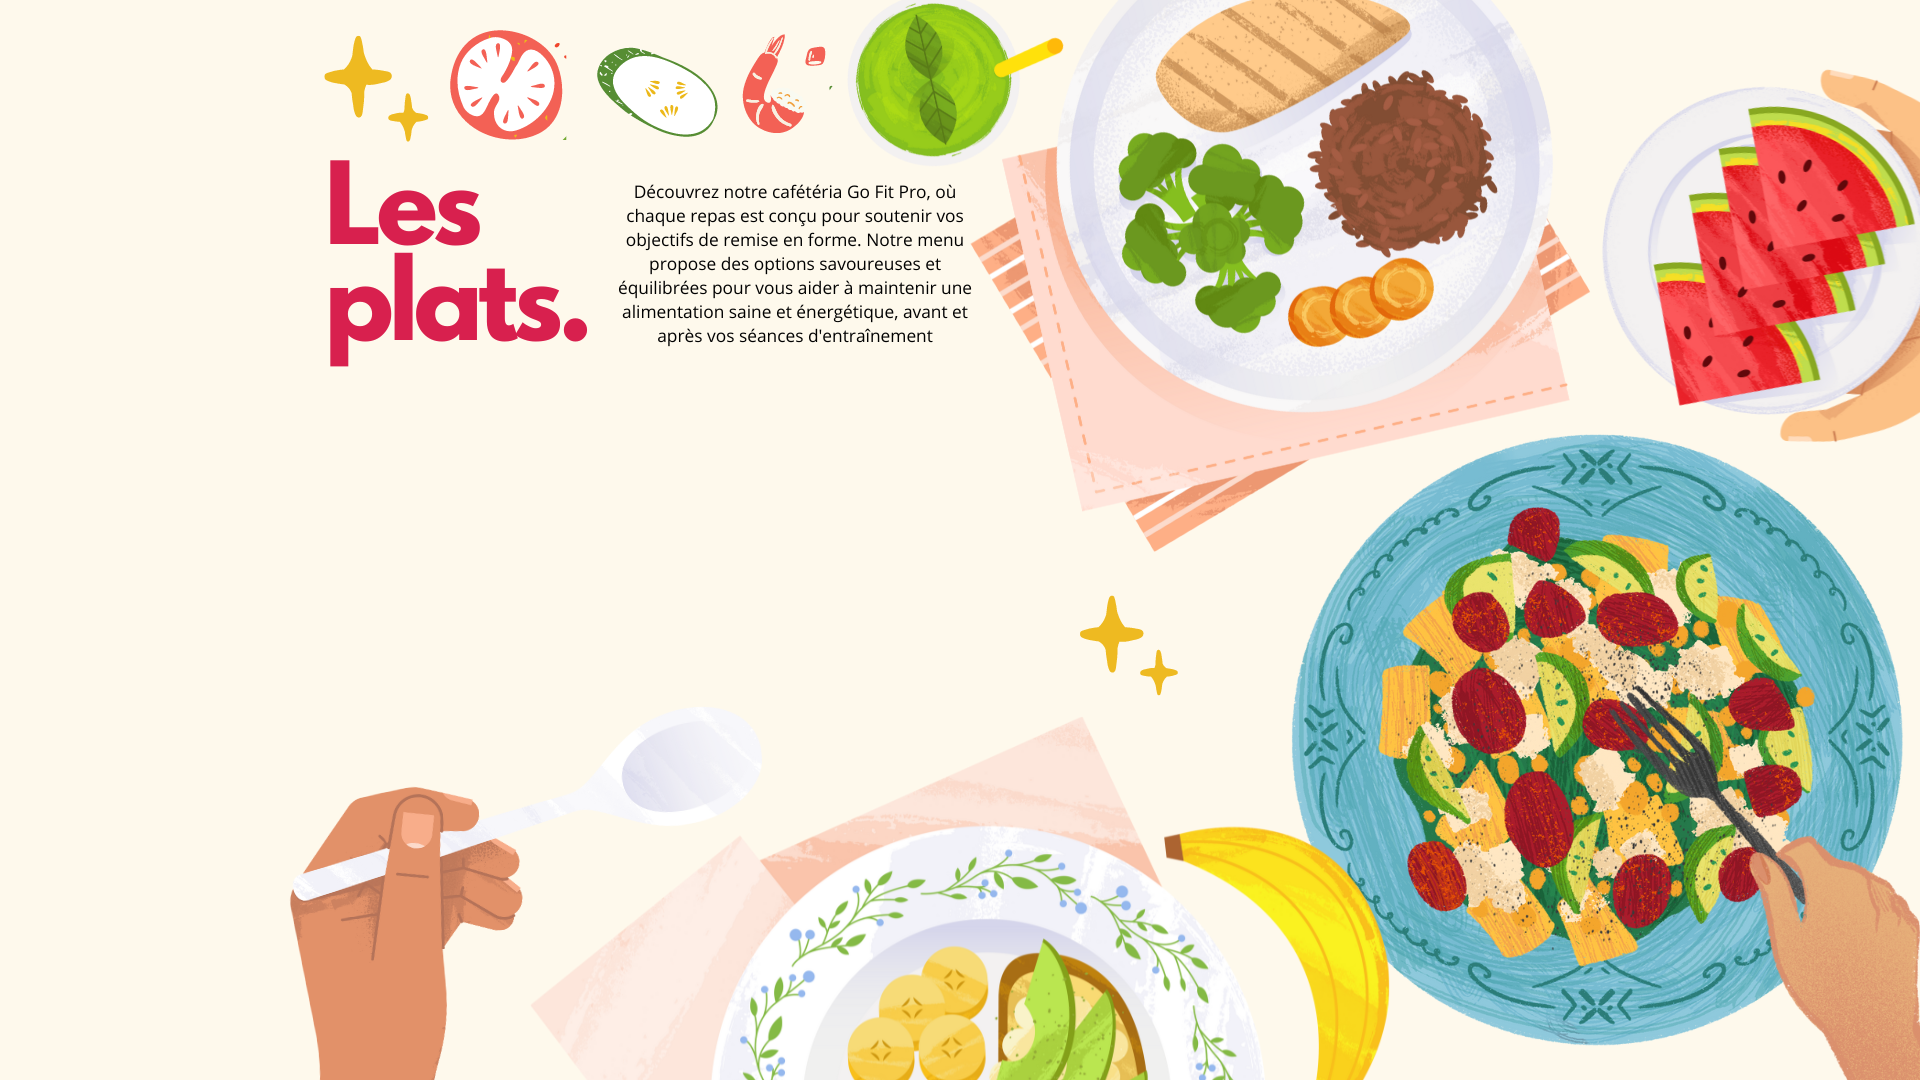 Les
plats.
Découvrez notre cafétéria Go Fit Pro, où
chaque repas est conçu pour soutenir vos
objectifs de remise en forme. Notre menu
propose des options savoureuses et
équilibrées pour vous aider à maintenir une
alimentation saine et énergétique, avant et
après vos séances d'entraînement